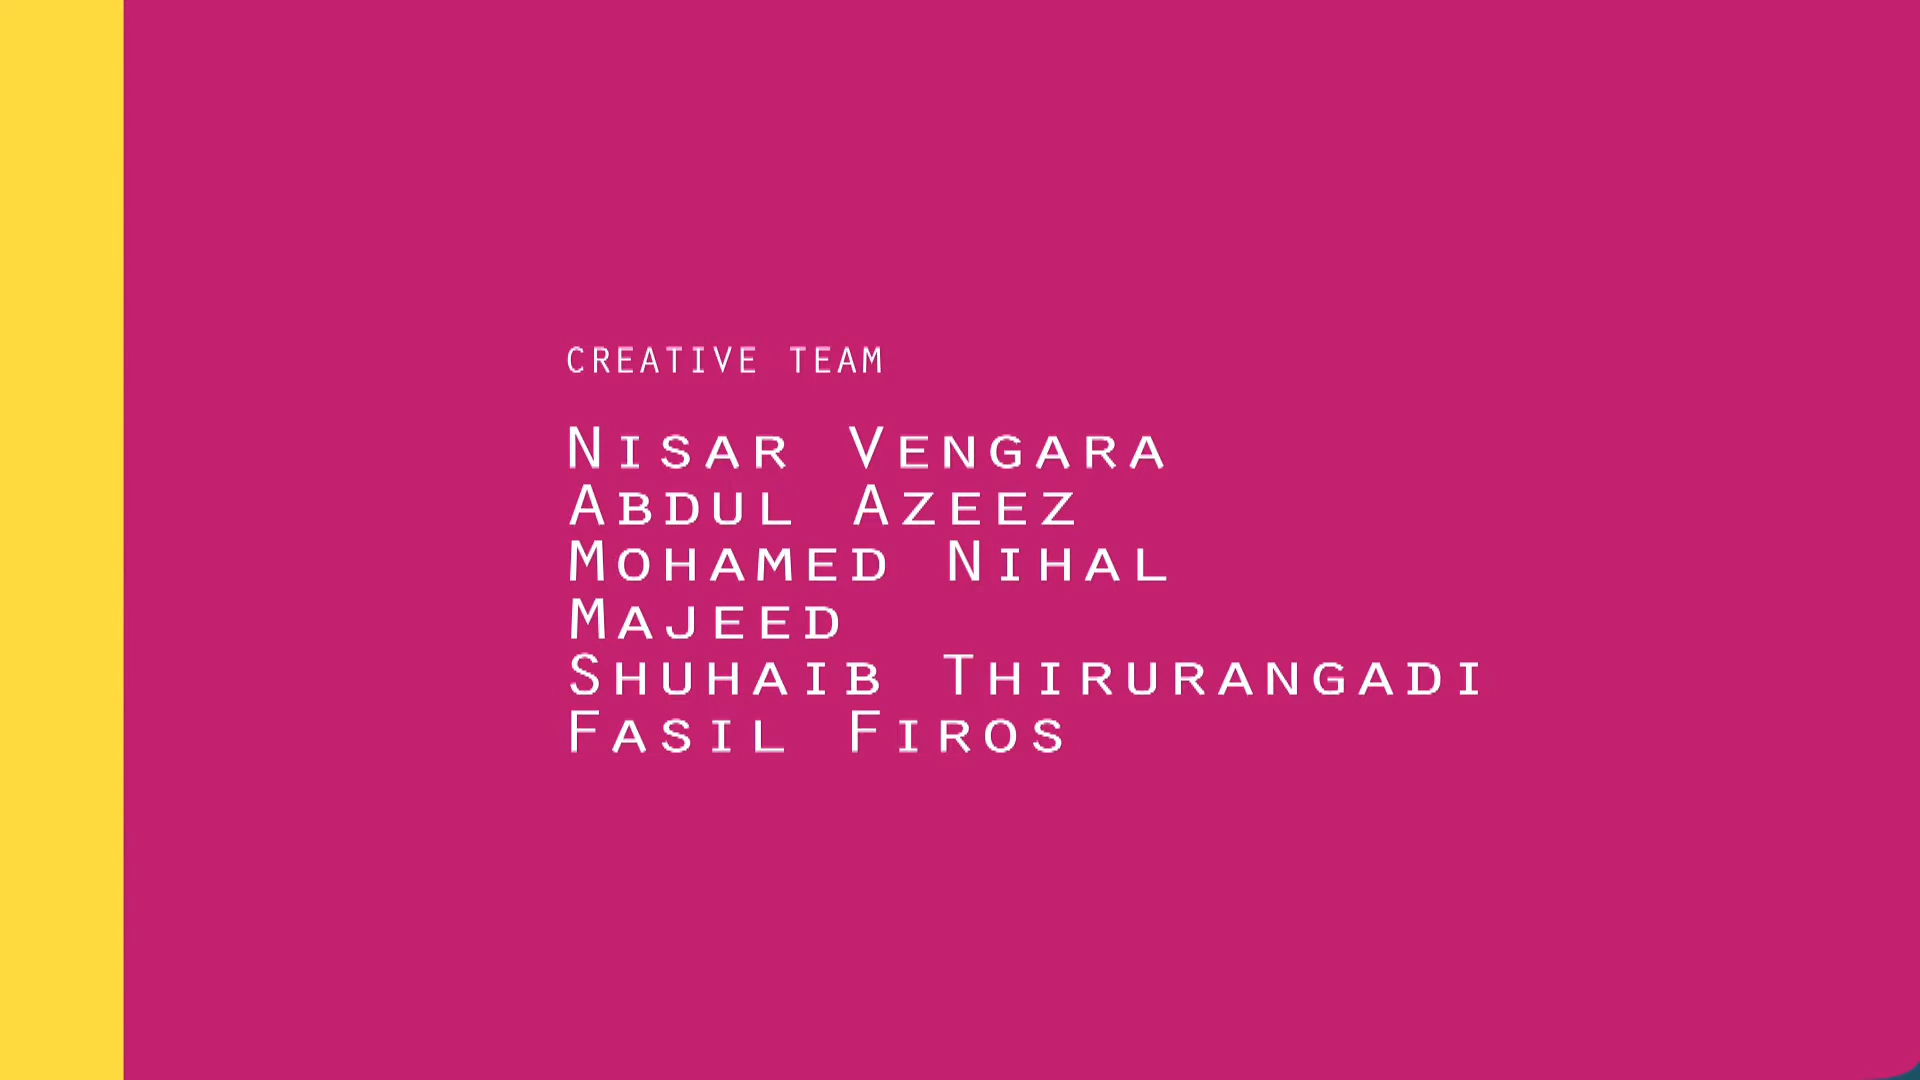 CREATIVE TEAM
Nisar Vengara
Abdul Azeez
Mohamed Nihal
Majeed
Shuhaib Thirurangadi
Fasil Firos